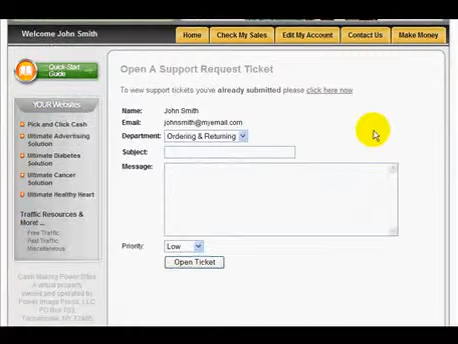 Welcome John Smith
Home
Check My Sales
Edit My Account
Contact Us
Make Money
Quick-Start
Guide
Open A Support Request Ticket
To view support tickets you've already submitted please click here now
YOUR Websites
Pick and Click Cash
Ultimate Advertising
Solution
Ultimate Diabetes
Solution
Ultimate Cancer
Solution
Ultimate Healthy Heart
Traffic Resources &
More! ...
Free Traffic
Paid Traffic
Miscellaneous
Name: John Smith
Email: johnsmith@myemail.com
Department: Ordering & Returning
Subject:
Message:
Priority: Low
Open Ticket
Cash Making Power Sites
A virtual property
owned and operated by
Power Image Press, LLC